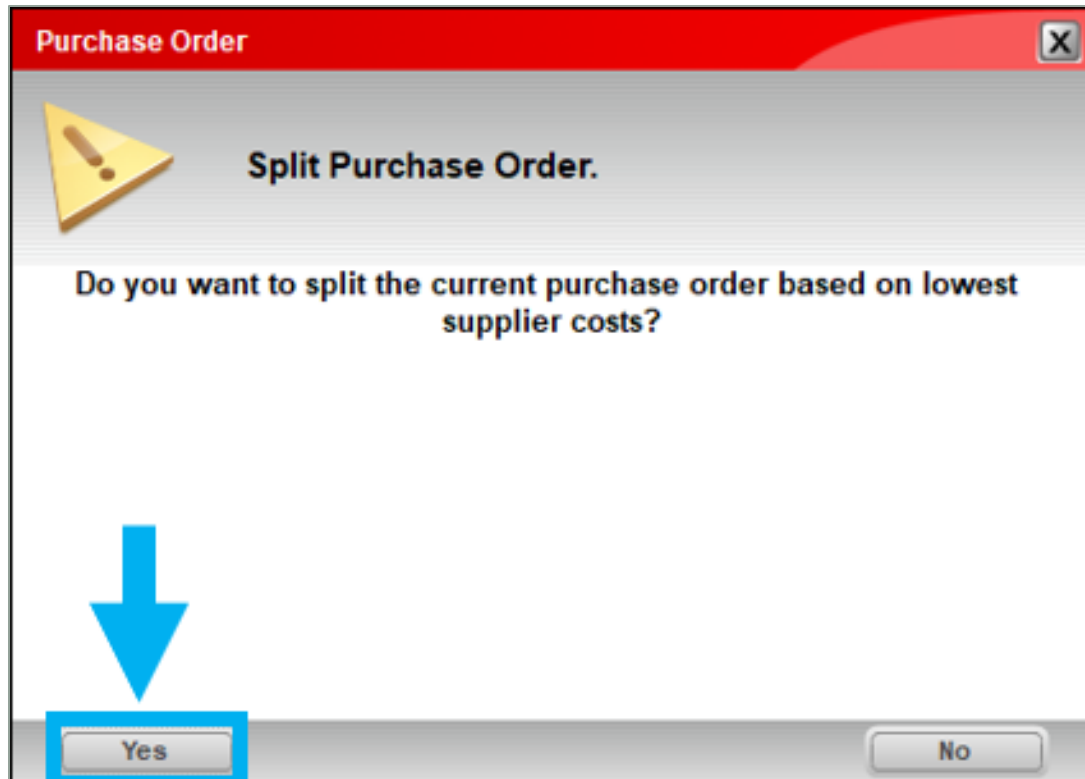 Purchase Order
X
Split Purchase Order.
Do you want to split the current purchase order based on lowest
supplier costs?
Yes
No